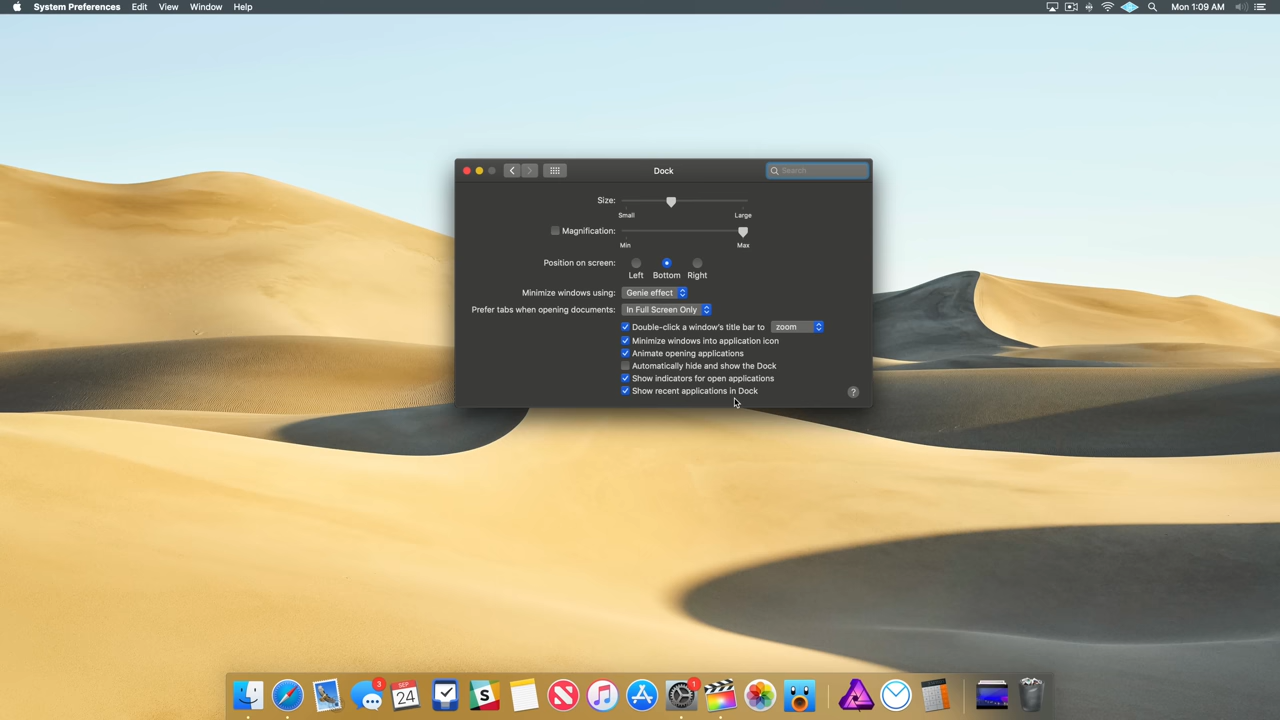 System Preferences Edit View Window Help Mon 1:09 AM
Dock Search
Size:
Small Large
Magnification:
Min Max
Position on screen:
Left Bottom Right
Minimize windows using: Genie effect
Prefer tabs when opening documents: In Full Screen Only
Double-click a window's title bar to zoom
Minimize windows into application icon
Animate opening applications
Automatically hide and show the Dock
Show indicators for open applications
Show recent applications in Dock
?
3 SEP 24 1